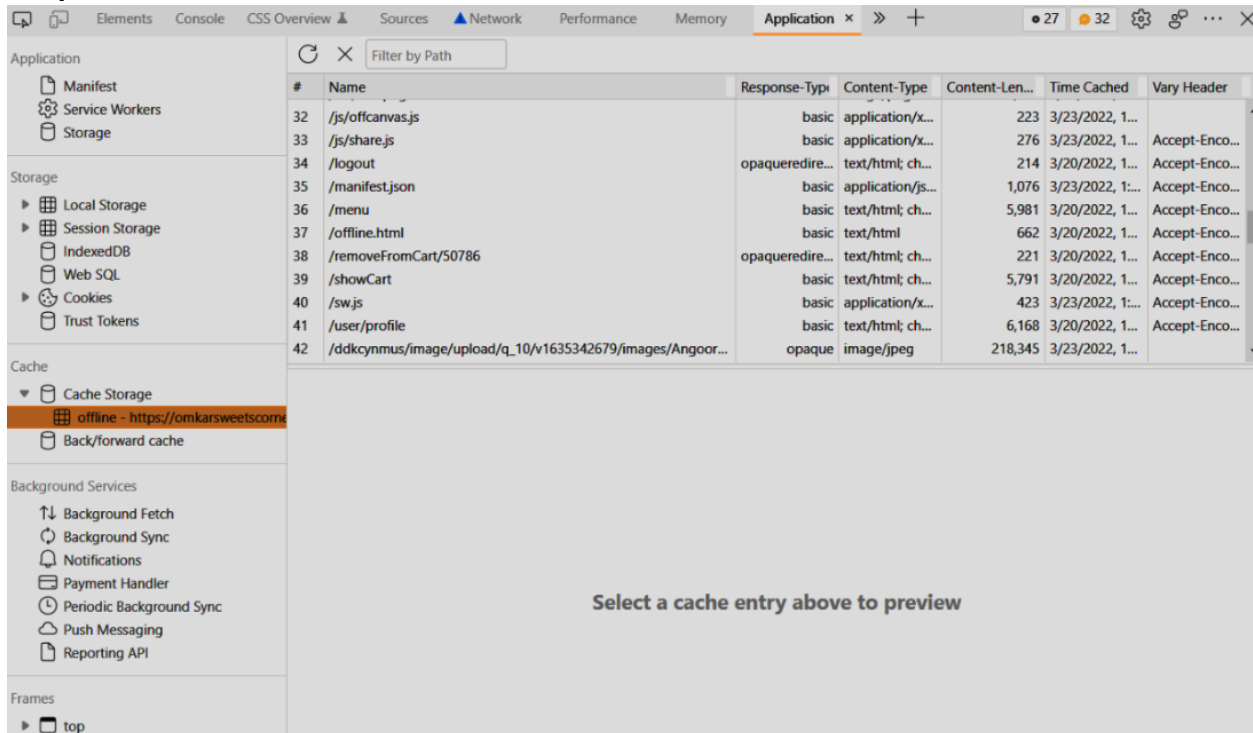 Elements Console CSS Overview Sources Network Performance Memory Application × » + 27 32 ··· ×
Application
Manifest
Service Workers
Storage
Storage
Local Storage
Session Storage
IndexedDB
Web SQL
Cookies
Trust Tokens
Cache
Cache Storage
offline - https://omkarsweetscorne
Back/forward cache
Background Services
Background Fetch
Background Sync
Notifications
Payment Handler
Periodic Background Sync
Push Messaging
Reporting API
Frames
top
Filter by Path
# Name Response-Type Content-Type Content-Len... Time Cached Vary Header
32 /js/offcanvas.js basic application/x... 223 3/23/2022, 1...
33 /js/share.js basic application/x... 276 3/23/2022, 1... Accept-Enco...
34 /logout opaqueredire... text/html; ch... 214 3/20/2022, 1... Accept-Enco...
35 /manifest.json basic application/js... 1,076 3/23/2022, 1:... Accept-Enco...
36 /menu basic text/html; ch... 5,981 3/20/2022, 1... Accept-Enco...
37 /offline.html basic text/html 662 3/20/2022, 1... Accept-Enco...
38 /removeFromCart/50786 opaqueredire... text/html; ch... 221 3/20/2022, 1... Accept-Enco...
39 /showCart basic text/html; ch... 5,791 3/20/2022, 1... Accept-Enco...
40 /sw.js basic application/x... 423 3/23/2022, 1:... Accept-Enco...
41 /user/profile basic text/html; ch... 6,168 3/20/2022, 1... Accept-Enco...
42 /ddkcynmus/image/upload/q_10/v1635342679/images/Angoor... opaque image/jpeg 218,345 3/23/2022, 1...
Select a cache entry above to preview